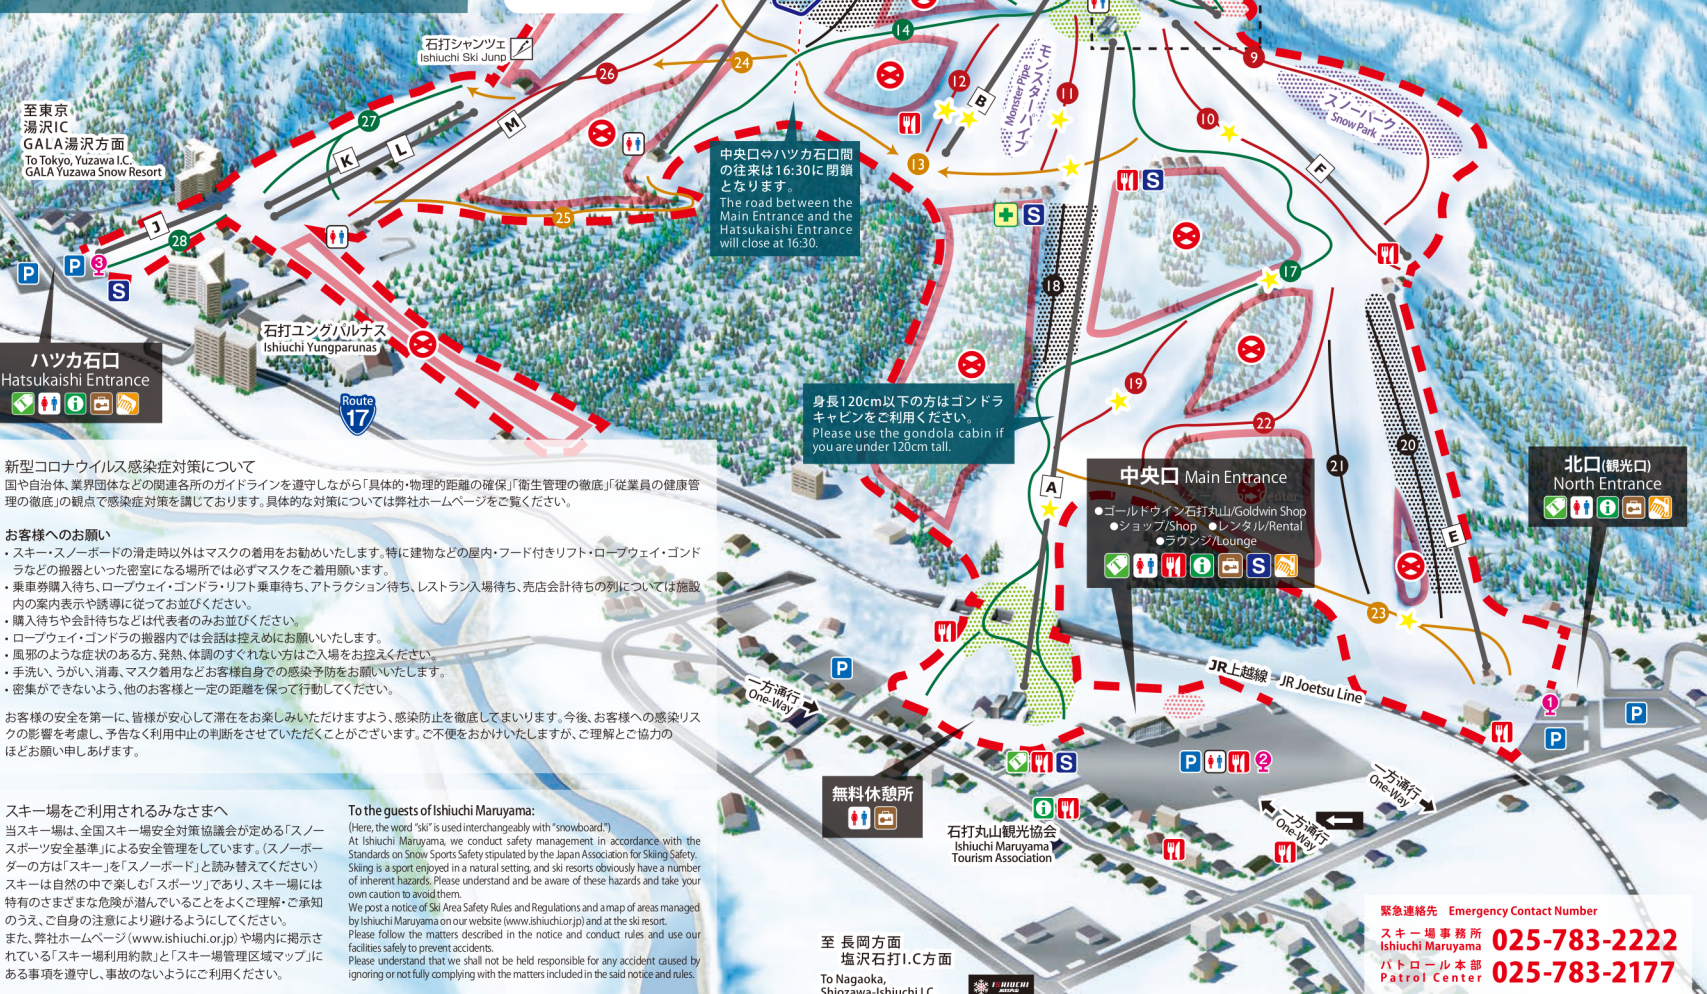 石打シャンツェ
Ishiuchi Ski Junp
至東京
湯沢IC
GALA湯沢方面
To Tokyo, Yuzawa I.C.
GALA Yuzawa Snow Resort
14
24
26
12
B
モンスターパイプ
Monster Pipe
11
9
スノーパーク
Snow Park
10
27
K
L
M
13
F
中央口⇔ハツカ石口間
の往来は16:30に閉鎖
となります。
The road between the
Main Entrance and the
Hatsukaishi Entrance
will close at 16:30.
S
S
25
J
28
P
P
3
S
18
17
石打ユングパルナス
Ishiuchi Yungparunas
ハツカ石口
Hatsukaishi Entrance
Route
17
身長120cm以下の方はゴンドラ
キャビンをご利用ください。
Please use the gondola cabin if
you are under 120cm tall.
19
22
21
20
A
E
23
中央口 Main Entrance
●ゴールドウイン石打丸山/Goldwin Shop
●ショップ/Shop ●レンタル/Rental
●ラウンジ/Lounge
S
北口(観光口)
North Entrance
新型コロナウイルス感染症対策について
国や自治体、業界団体などの関連各所のガイドラインを遵守しながら「具体的・物理的距離の確保」「衛生管理の徹底」「従業員の健康管
理の徹底」の観点で感染症対策を講じております。具体的な対策については弊社ホームページをご覧ください。
お客様へのお願い
・スキー・スノーボードの滑走時以外はマスクの着用をお勧めいたします。特に建物などの屋内・フード付きリフト・ロープウェイ・ゴンド
ラなどの搬器といった密室になる場所では必ずマスクをご着用願います。
・乗車券購入待ち、ロープウェイ・ゴンドラ・リフト乗車待ち、アトラクション待ち、レストラン入場待ち、売店会計待ちの列については施設
内の案内表示や誘導に従ってお並びください。
・購入待ちや会計待ちなどは代表者のみお並びください。
・ロープウェイ・ゴンドラの搬器内では会話は控えめにお願いいたします。
・風邪のような症状のある方、発熱、体調のすぐれない方はご入場をお控えください。
・手洗い、うがい、消毒、マスク着用などお客様自身での感染予防をお願いいたします。
・密集ができないよう、他のお客様と一定の距離を保って行動してください。
お客様の安全を第一に、皆様が安心して滞在をお楽しみいただけますよう、感染防止を徹底してまいります。今後、お客様への感染リス
クの影響を考慮し、予告なく利用中止の判断をさせていただくことがございます。ご不便をおかけいたしますが、ご理解とご協力の
ほどお願い申しあげます。
P
一方通行
One-Way
JR上越線 JR Joetsu Line
1
P
P
S
P
2
一方通行
One-Way
一方通行
One-Way
無料休憩所
石打丸山観光協会
Ishiuchi Maruyama
Tourism Association
スキー場をご利用されるみなさまへ
当スキー場は、全国スキー場安全対策協議会が定める「スノー
スポーツ安全基準」による安全管理をしています。(スノーボー
ダーの方は「スキー」を「スノーボード」と読み替えてください)
スキーは自然の中で楽しむ「スポーツ」であり、スキー場には
特有のさまざまな危険が潜んでいることをよくご理解・ご承知
のうえ、ご自身の注意により避けるようにしてください。
また、弊社ホームページ(www.ishiuchi.or.jp)や場内に掲示さ
れている「スキー場利用約款」と「スキー場管理区域マップ」に
ある事項を遵守し、事故のないようにご利用ください。
To the guests of Ishiuchi Maruyama:
(Here, the word “ski” is used interchangeably with “snowboard.”)
At Ishiuchi Maruyama, we conduct safety management in accordance with the
Standards on Snow Sports Safety stipulated by the Japan Association for Skiing Safety.
Skiing is a sport enjoyed in a natural setting, and ski resorts obviously have a number
of inherent hazards. Please understand and be aware of these hazards and take your
own caution to avoid them.
We post a notice of Ski Area Safety Rules and Regulations and a map of areas managed
by Ishiuchi Maruyama on our website (www.ishiuchi.or.jp) and at the ski resort.
Please follow the matters described in the notice and conduct rules and use our
facilities safely to prevent accidents.
Please understand that we shall not be held responsible for any accident caused by
ignoring or not fully complying with the matters included in the said notice and rules.
至 長岡方面
塩沢石打I.C方面
To Nagaoka,
Shiozawa-Ishiuchi I.C
ISHIUCHI
緊急連絡先 Emergency Contact Number
スキー場事務所
Ishiuchi Maruyama 025-783-2222
パトロール本部
Patrol Center 025-783-2177